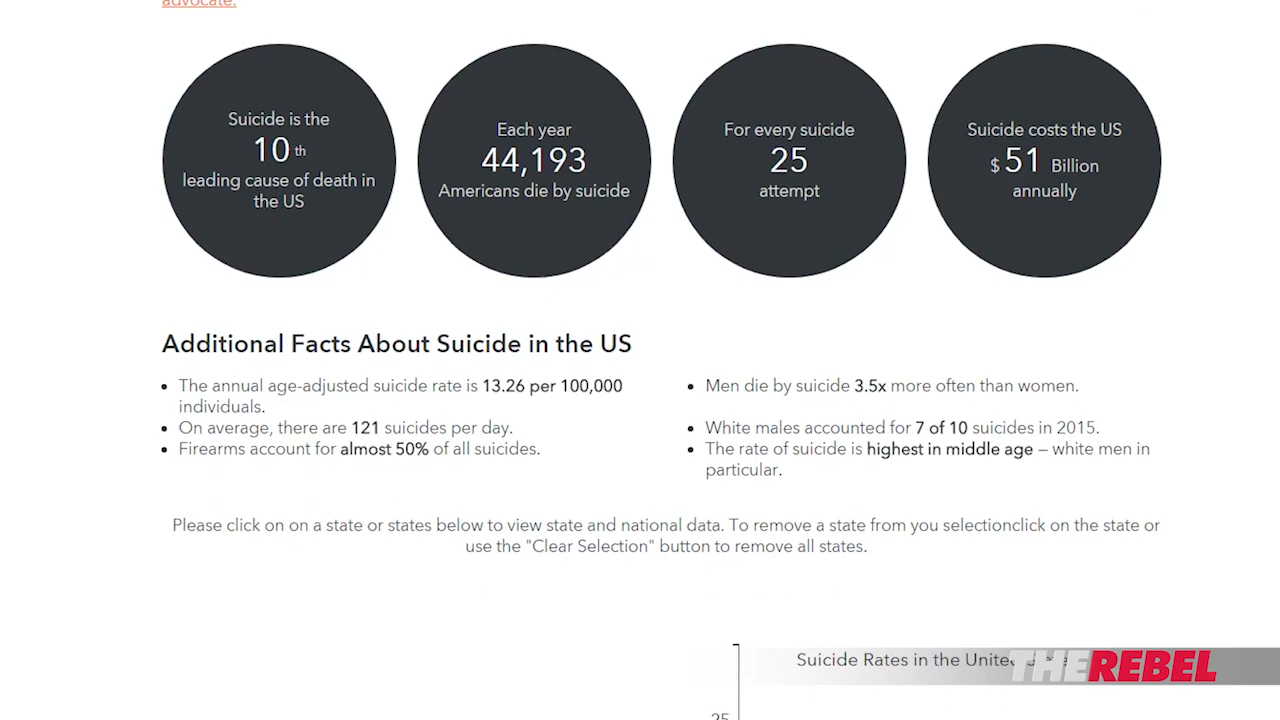 advocate.
Suicide is the
10 th
leading cause of death in
the US
Each year
44,193
Americans die by suicide
For every suicide
25
attempt
Suicide costs the US
$ 51 Billion
annually
Additional Facts About Suicide in the US
The annual age-adjusted suicide rate is 13.26 per 100,000
individuals.
On average, there are 121 suicides per day.
Firearms account for almost 50% of all suicides.
Men die by suicide 3.5x more often than women.
White males accounted for 7 of 10 suicides in 2015.
The rate of suicide is highest in middle age – white men in
particular.
Please click on on a state or states below to view state and national data. To remove a state from you selectionclick on the state or
use the "Clear Selection" button to remove all states.
Suicide Rates in the United
THE REBEL
25